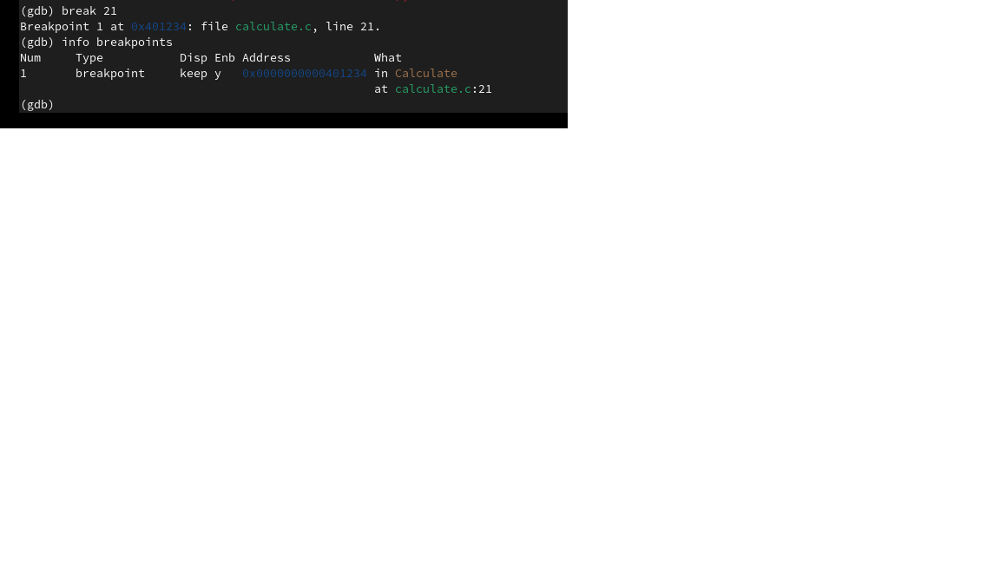 (gdb) break 21
Breakpoint 1 at 0x401234: file calculate.c, line 21.
(gdb) info breakpoints
Num     Type           Disp Enb Address            What
1       breakpoint     keep y   0x0000000000401234 in Calculate
                                                   at calculate.c:21
(gdb)